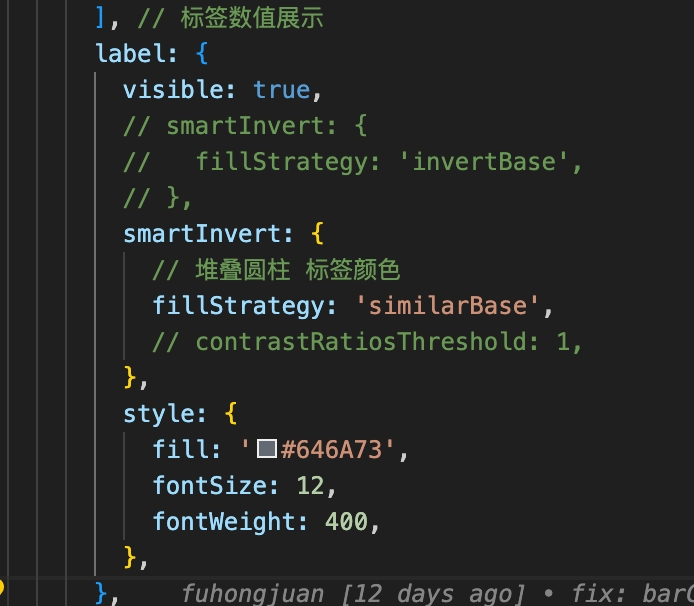 ], // 标签数值展示
label: {
visible: true,
// smartInvert: {
//   fillStrategy: 'invertBase',
// },
smartInvert: {
// 堆叠圆柱 标签颜色
fillStrategy: 'similarBase',
// contrastRatiosThreshold: 1,
},
style: {
fill: '#646A73',
fontSize: 12,
fontWeight: 400,
},
}, fuhongjuan [12 days ago] • fix: bar